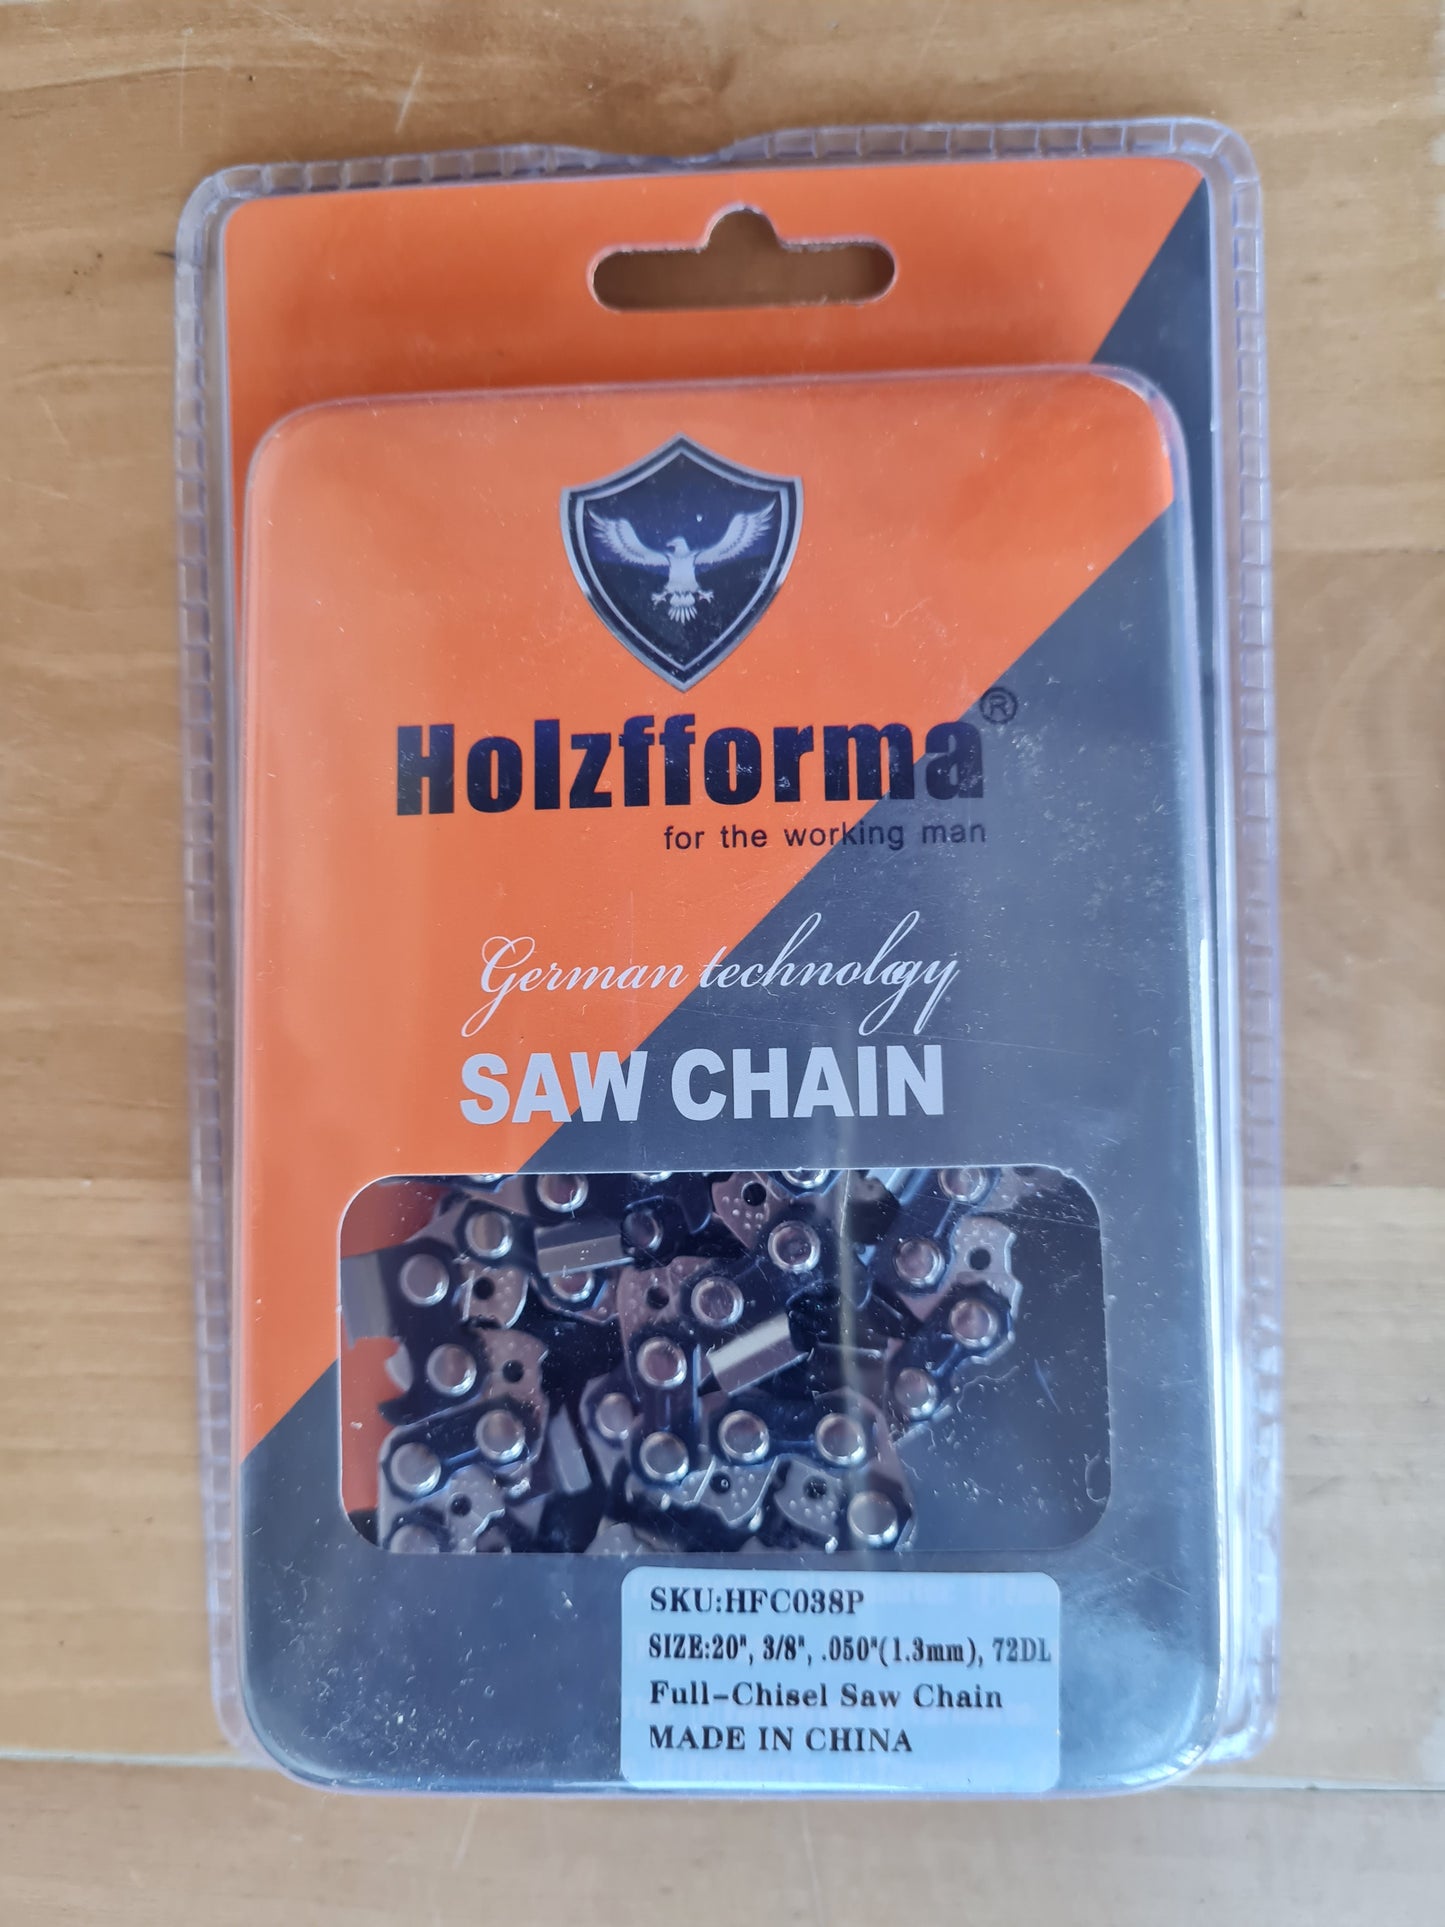 Holzfforma®
for the working man
German technology
SAW CHAIN
SKU:HFC038P
SIZE:20", 3/8", .050"(1.3mm), 72DL
Full-Chisel Saw Chain
MADE IN CHINA